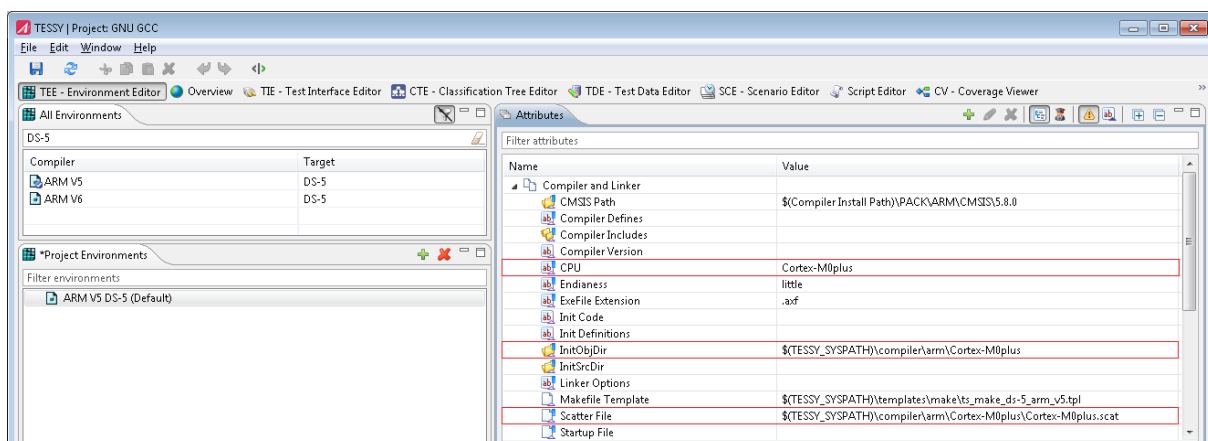 TESSY | Project: GNU GCC
File Edit Window Help
TEE - Environment Editor Overview TIE - Test Interface Editor CTE - Classification Tree Editor TDE - Test Data Editor SCE - Scenario Editor Script Editor CV - Coverage Viewer
All Environments
DS-5
Compiler Target
ARM V5 DS-5
ARM V6 DS-5
*Project Environments
Filter environments
ARM V5 DS-5 (Default)
Attributes
Filter attributes
Name Value
Compiler and Linker
CMSIS Path $(Compiler Install Path)\PACK\ARM\CMSIS\5.8.0
Compiler Defines
Compiler Includes
Compiler Version
CPU Cortex-M0plus
Endianess little
ExeFile Extension .axf
Init Code
Init Definitions
InitObjDir $(TESSY_SYSPATH)\compiler\arm\Cortex-M0plus
InitSrcDir
Linker Options
Makefile Template $(TESSY_SYSPATH)\templates\make\ts_make_ds-5_arm_v5.tpl
Scatter File $(TESSY_SYSPATH)\compiler\arm\Cortex-M0plus\Cortex-M0plus.scat
Startup File